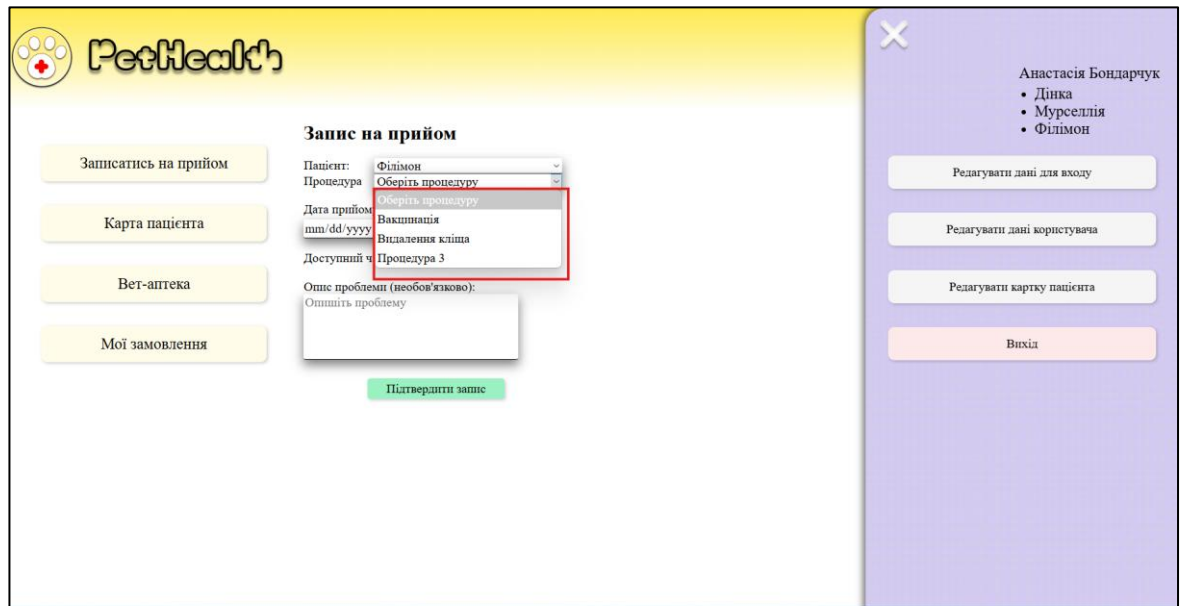 PetHealth
Записатись на прийом
Карта пацієнта
Вет-аптека
Мої замовлення
Запис на прийом
Пацієнт: Філімон
Процедура Оберіть процедуру
Оберіть процедуру
Вакцинація
Видалення кліща
Процедура 3
Дата прийом
mm/dd/yyyy
Доступний ч
Опис проблеми (необов'язково):
Опишіть проблему
Підтвердити запис
Анастасія Бондарчук
• Дінка
• Мурселлія
• Філімон
Редагувати дані для входу
Редагувати дані користувача
Редагувати картку пацієнта
Вихід